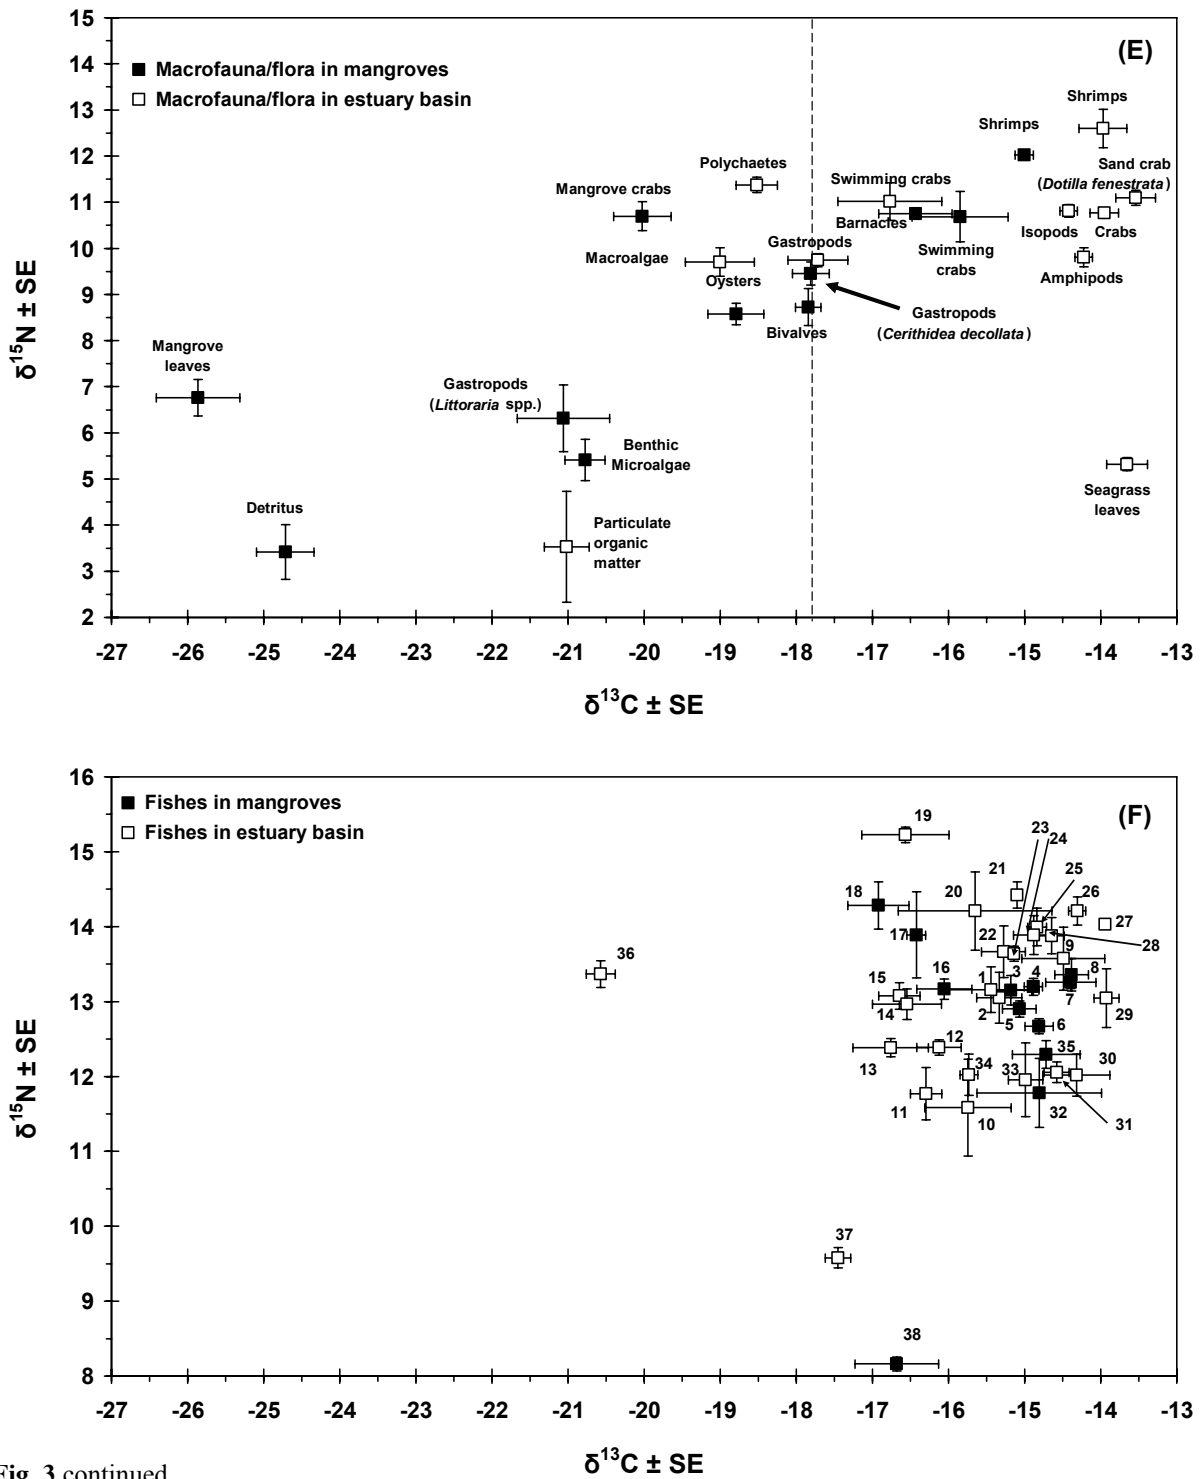 15
14
13
12
11
10
9
8
7
6
5
4
3
2
δ15N ± SE
(E)
Macrofauna/flora in mangroves
Macrofauna/flora in estuary basin
Shrimps
Shrimps
Sand crab
(Dotilla fenestrata)
Polychaetes
Mangrove crabs
Swimming crabs
Barnacles
Isopods
Crabs
Macroalgae
Gastropods
Swimming
crabs
Amphipods
Oysters
Gastropods
(Cerithidea decollata)
Bivalves
Mangrove
leaves
Gastropods
(Littoraria spp.)
Benthic
Microalgae
Seagrass
leaves
Detritus
Particulate
organic
matter
-27 -26 -25 -24 -23 -22 -21 -20 -19 -18 -17 -16 -15 -14 -13
δ13C ± SE
16
15
14
13
12
11
10
9
8
δ15N ± SE
(F)
Fishes in mangroves
Fishes in estuary basin
19
23
24
21
25
18
20
26
27
17
22
9
28
36
15
16
1
3
4
8
14
2
5
7
6
29
13
12
34
33
35
30
11
10
32
31
37
38
-27 -26 -25 -24 -23 -22 -21 -20 -19 -18 -17 -16 -15 -14 -13
δ13C ± SE
Fig. 3 continued